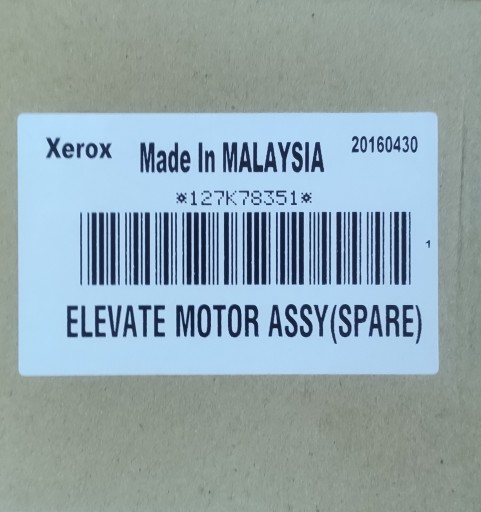 Xerox Made In MALAYSIA 20160430
*127K78351*
1
ELEVATE MOTOR ASSY(SPARE)